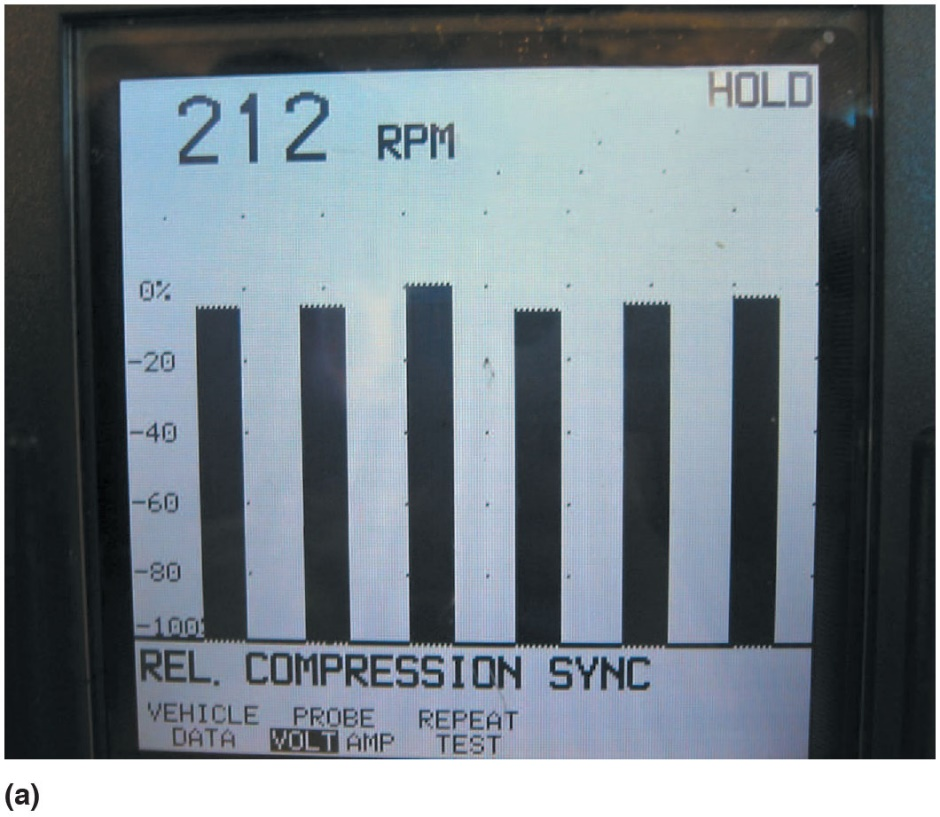 HOLD
212 RPM
0%
-20
-40
-60
-80
-100%
REL. COMPRESSION SYNC
VEHICLE PROBE REPEAT
DATA VOLT AMP TEST
(a)